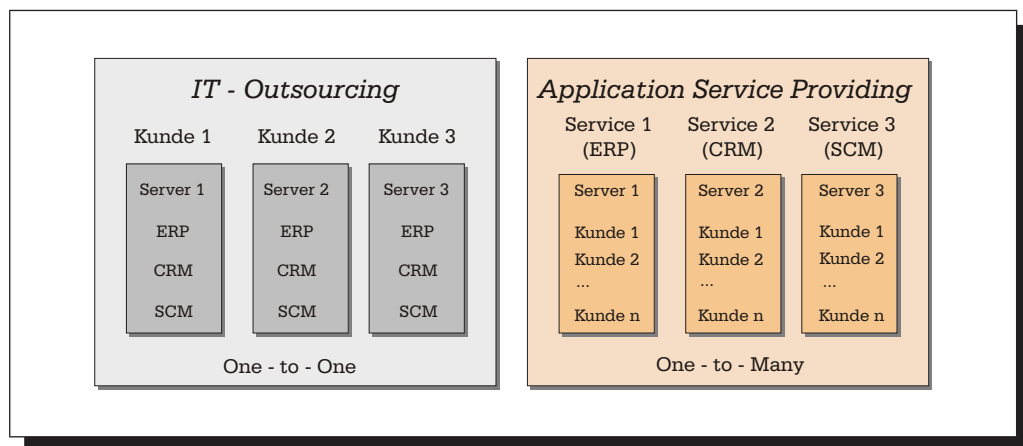 IT - Outsourcing
Kunde 1
Kunde 2
Kunde 3
Server 1
ERP
CRM
SCM
Server 2
ERP
CRM
SCM
Server 3
ERP
CRM
SCM
One - to - One
Application Service Providing
Service 1
(ERP)
Service 2
(CRM)
Service 3
(SCM)
Server 1
Kunde 1
Kunde 2
...
Kunde n
Server 2
Kunde 1
Kunde 2
...
Kunde n
Server 3
Kunde 1
Kunde 2
...
Kunde n
One - to - Many